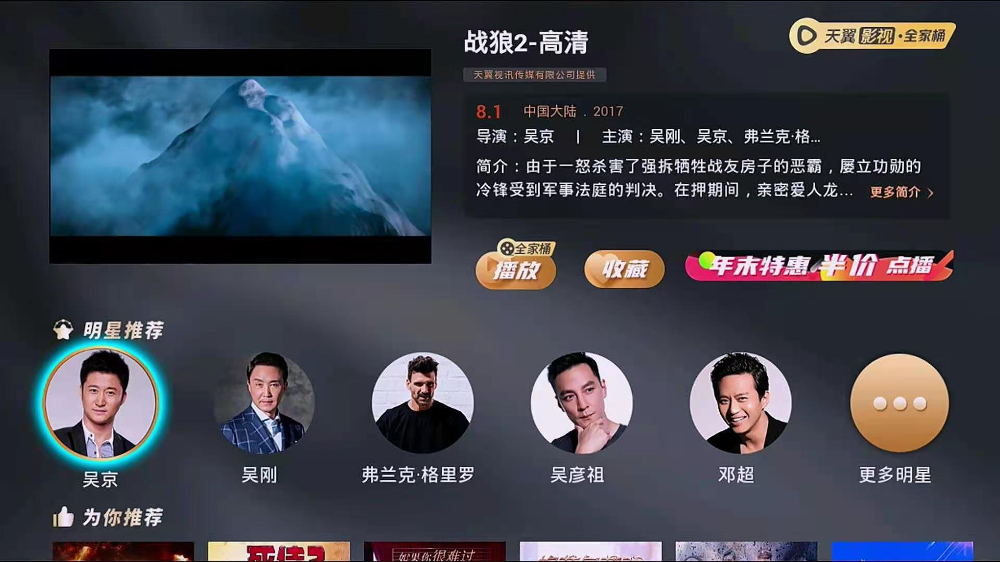 战狼2-高清
天翼影视·全家桶
天翼视讯传媒有限公司提供
8.1 中国大陆 . 2017
导演：吴京 | 主演：吴刚、吴京、弗兰克·格...
简介：由于一怒杀害了强拆牺牲战友房子的恶霸，屡立功勋的
冷锋受到军事法庭的判决。在押期间，亲密爱人龙... 更多简介 >
全家桶
播放
收藏
年末特惠 半价 点播
明星推荐
吴京
吴刚
弗兰克·格里罗
吴彦祖
邓超
更多明星
为你推荐
如果你很难过